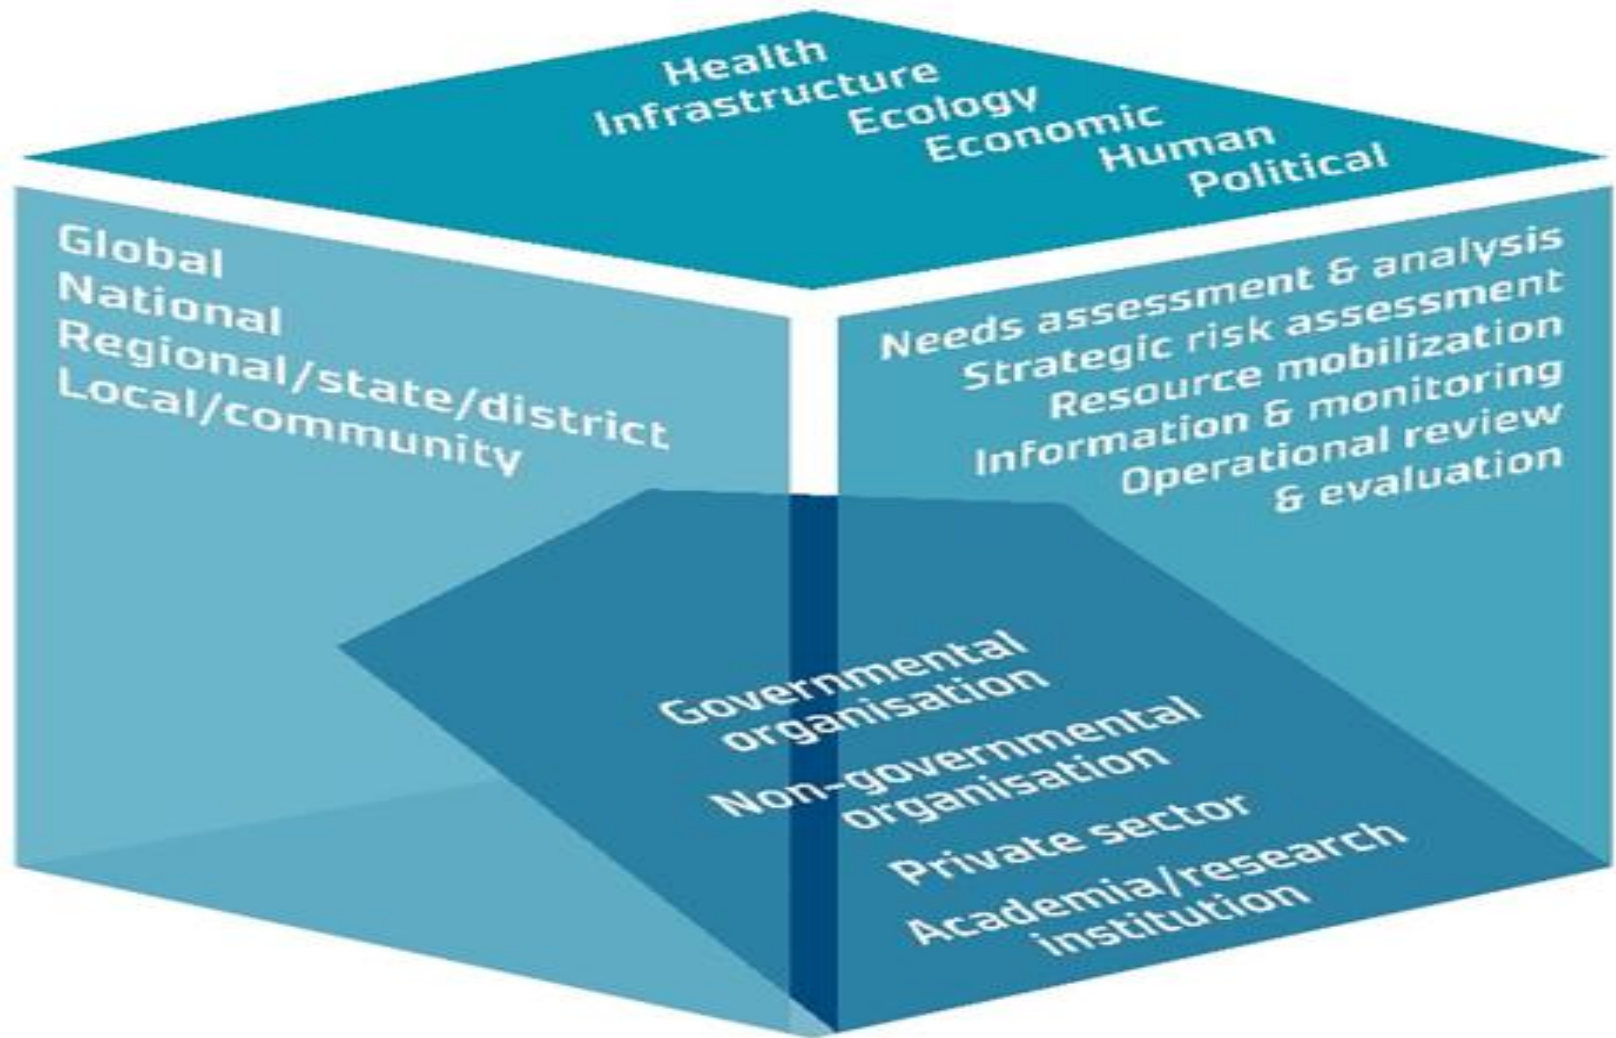 Health
Infrastructure
Ecology
Economic
Human
Political
Global
National
Regional/state/district
Local/community
Needs assessment & analysis
Strategic risk assessment
Resource mobilization
Information & monitoring
Operational review
& evaluation
Governmental
organisation
Non-governmental
organisation
Private sector
Academia/research
institution